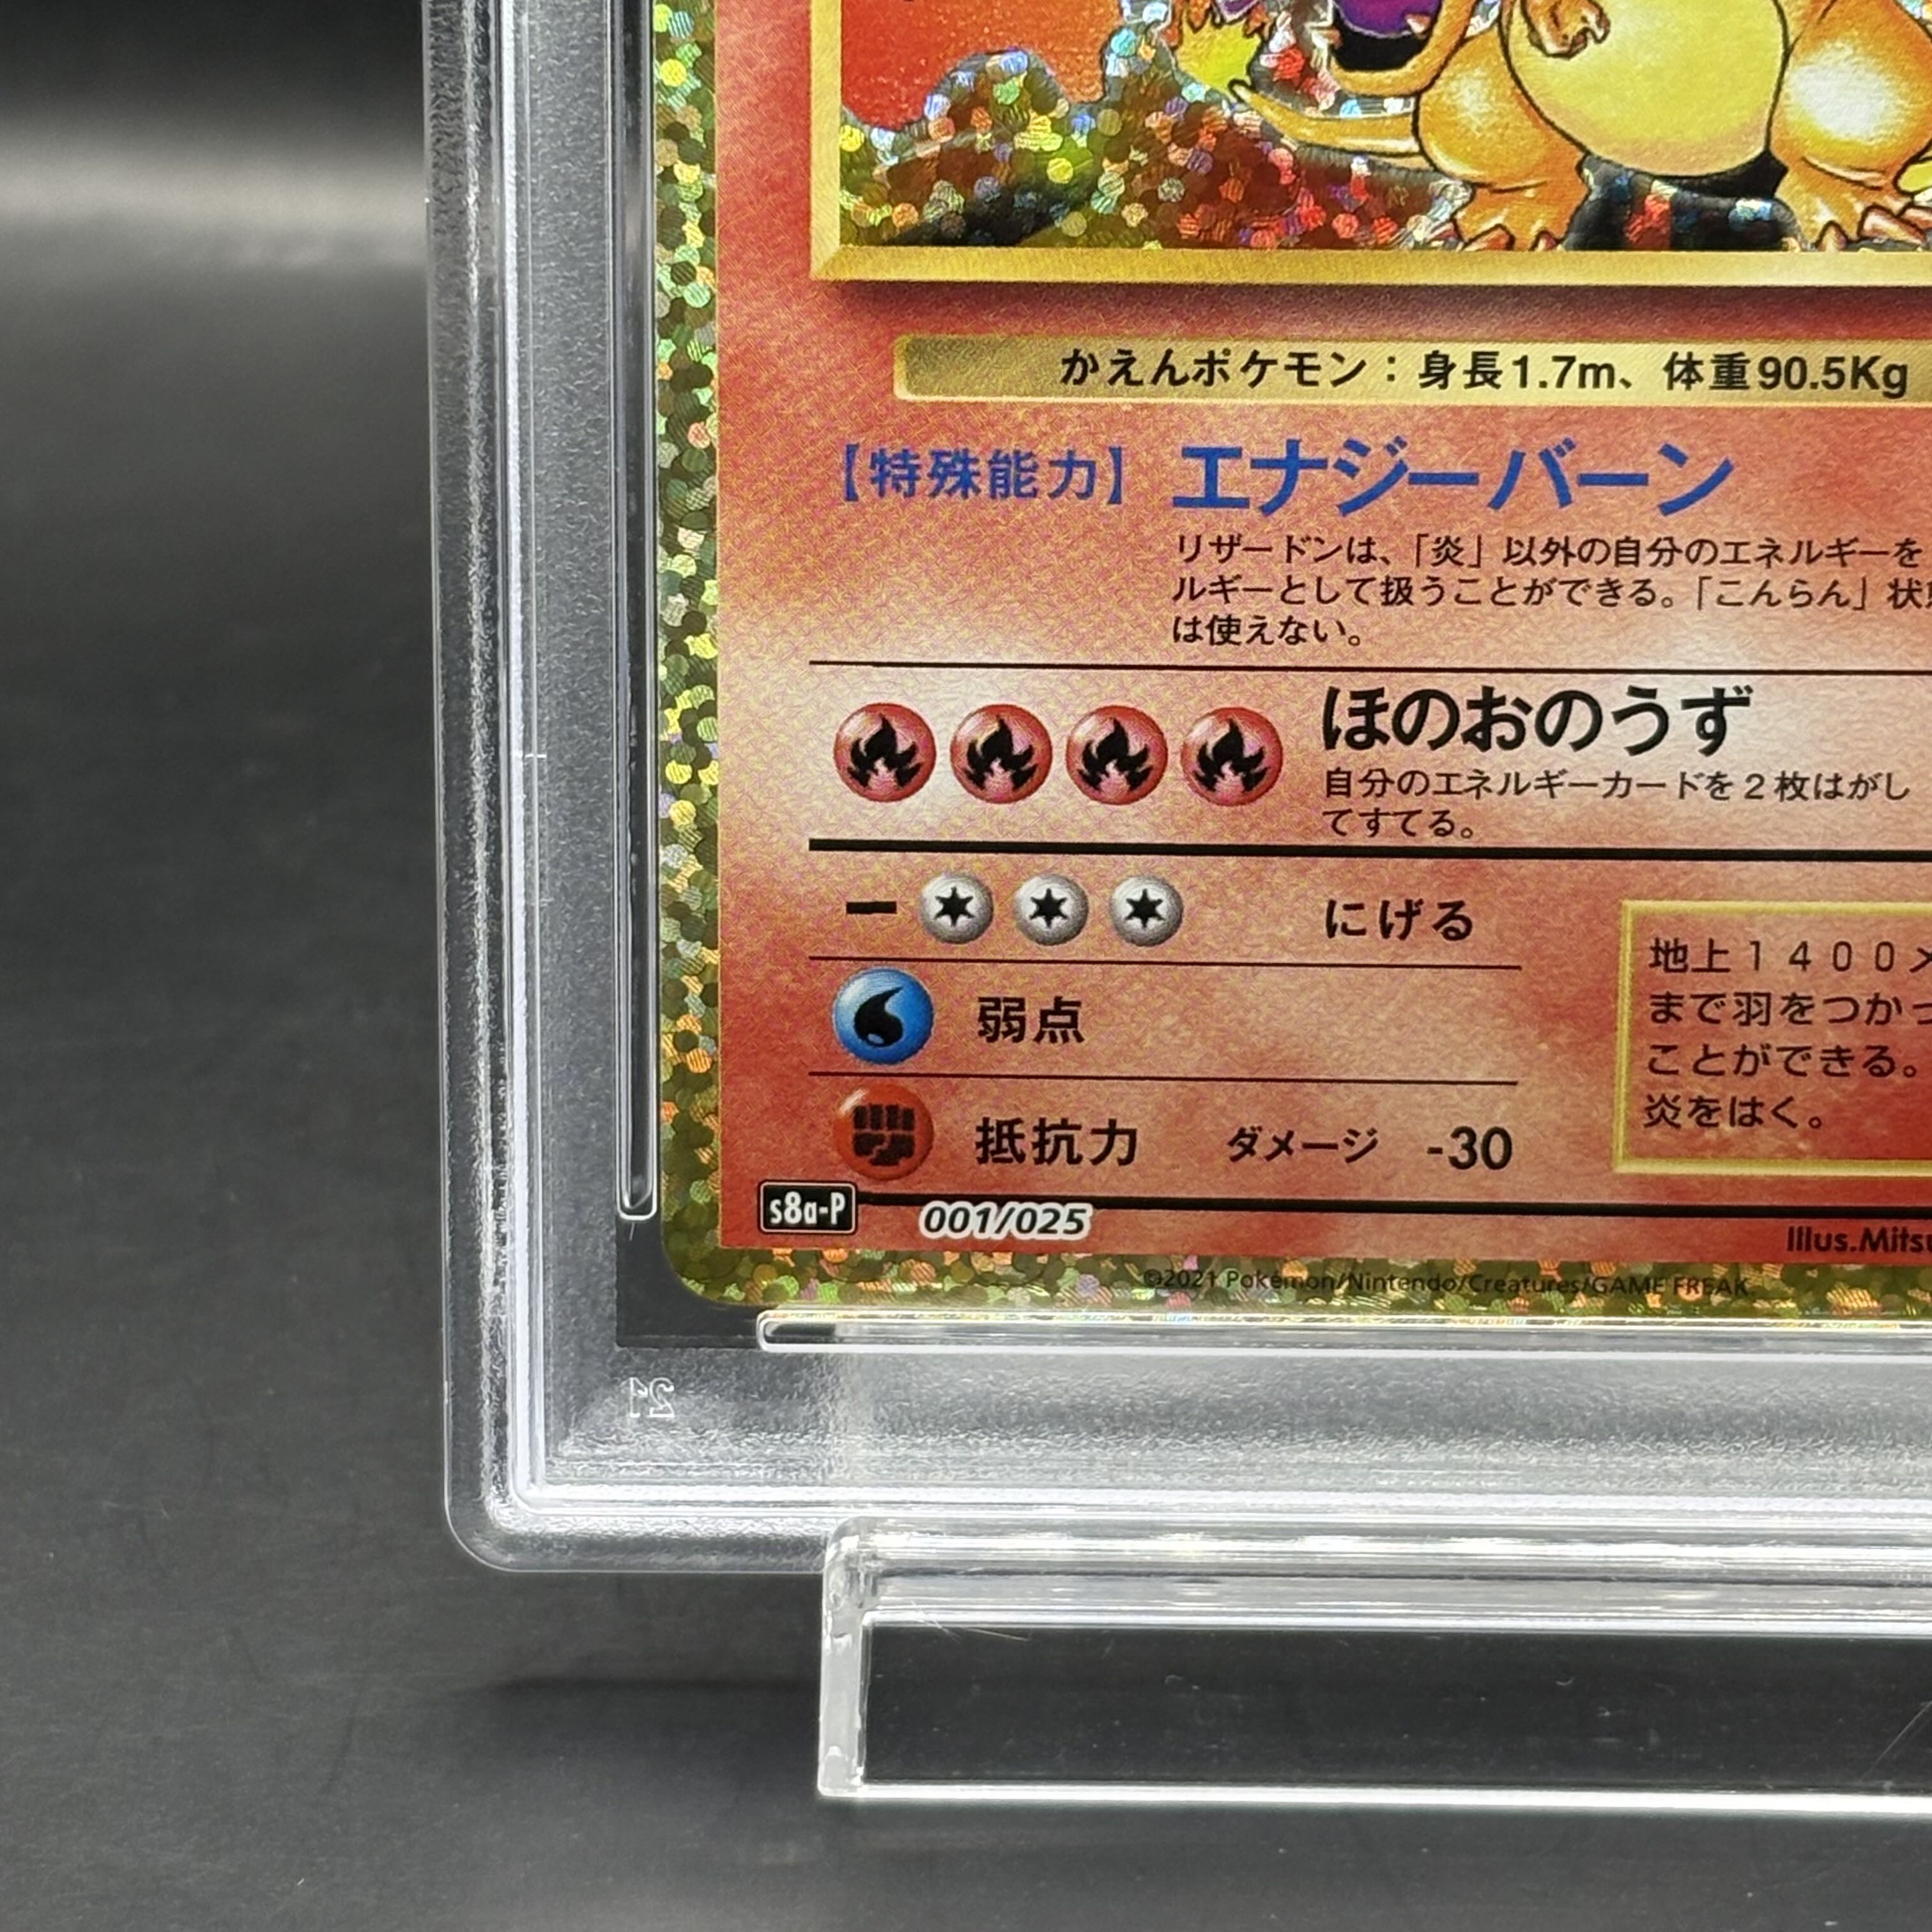 かえんポケモン：身長1.7m、体重90.5Kg
【特殊能力】 エナジーバーン
リザードンは、「炎」以外の自分のエネルギーを
ルギーとして扱うことができる。「こんらん」状
は使えない。
ほのおのうず
自分のエネルギーカードを２枚はがし
てすてる。
ー にげる
弱点
抵抗力 ダメージ -30
地上１４００
まで羽をつかっ
ことができる。
炎をはく。
s8a-P 001/025
Illus.Mitsu
©2021 Pokémon/Nintendo/Creatures/GAME FREAK
21